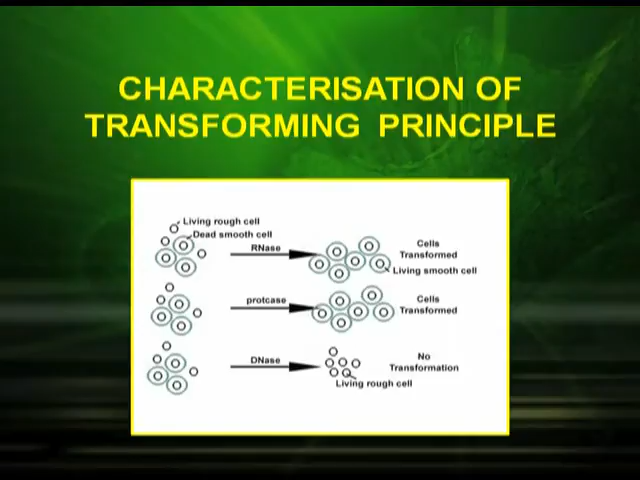 CHARACTERISATION OF
TRANSFORMING PRINCIPLE
Living rough cell
Dead smooth cell
RNase
Cells
Transformed
Living smooth cell
protcase
Cells
Transformed
DNase
No
Transformation
Living rough cell